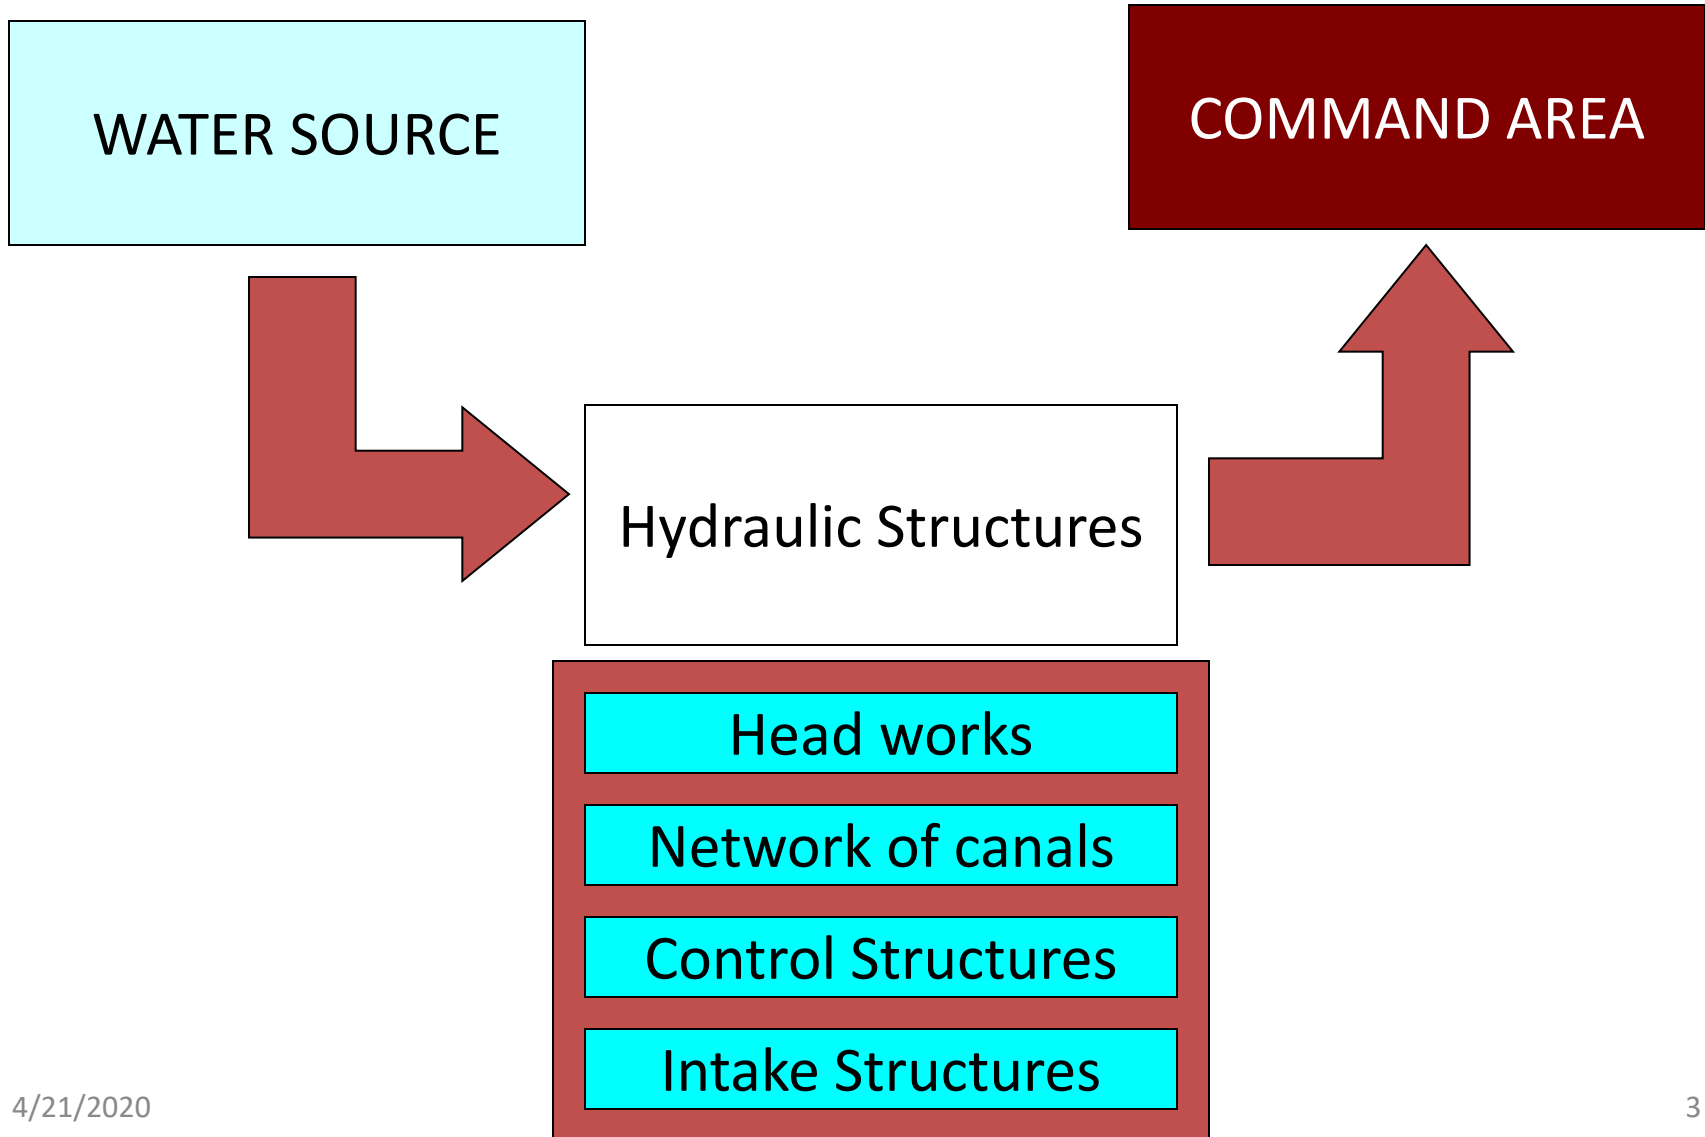 WATER SOURCE
COMMAND AREA
Hydraulic Structures
Head works
Network of canals
Control Structures
Intake Structures
4/21/2020
3